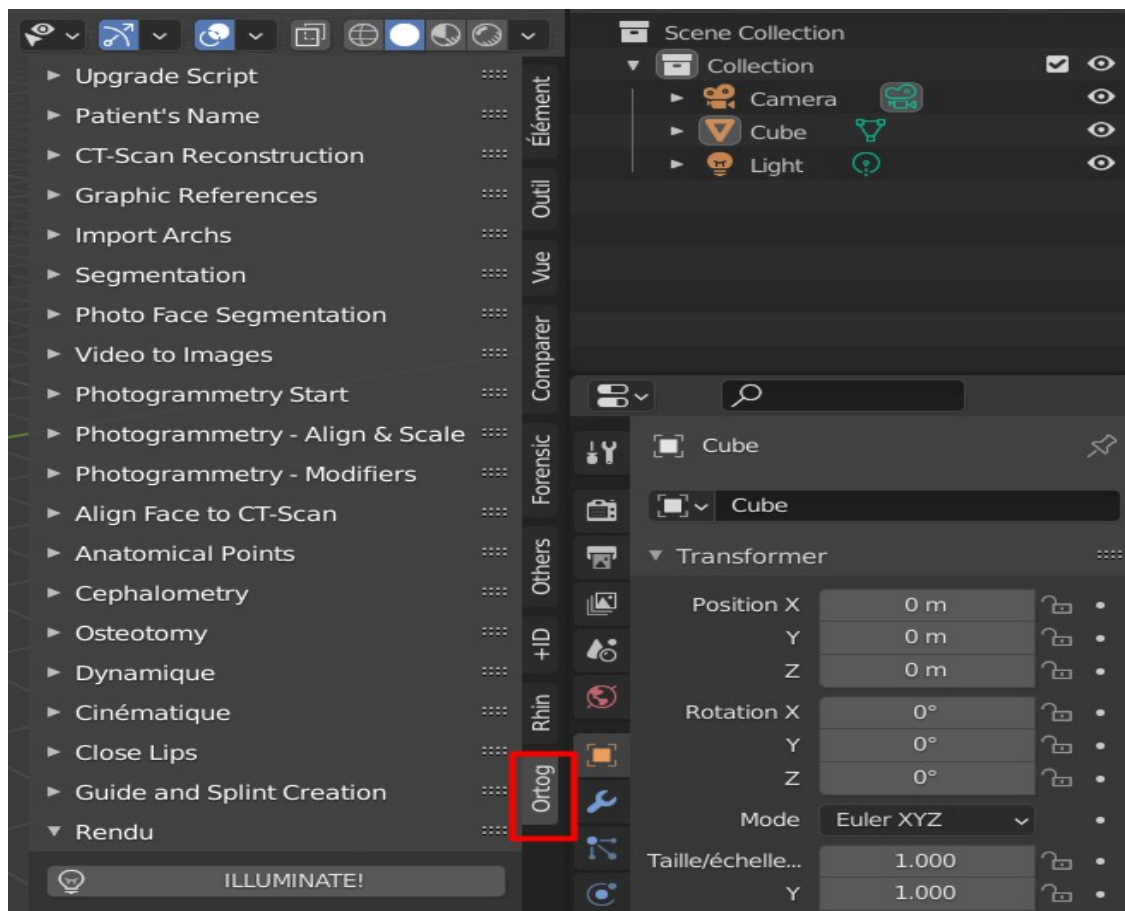 Upgrade Script
Patient's Name
CT-Scan Reconstruction
Graphic References
Import Archs
Segmentation
Photo Face Segmentation
Video to Images
Photogrammetry Start
Photogrammetry - Align & Scale
Photogrammetry - Modifiers
Align Face to CT-Scan
Anatomical Points
Cephalometry
Osteotomy
Dynamique
Cinématique
Close Lips
Guide and Splint Creation
Rendu
ILLUMINATE!
Élément
Outil
Vue
Comparer
Forensic
Others
+ID
Rhin
Ortog
Scene Collection
Collection
Camera
Cube
Light
Cube
Cube
Transformer
Position X 0 m
Y 0 m
Z 0 m
Rotation X 0°
Y 0°
Z 0°
Mode Euler XYZ
Taille/échelle... 1.000
Y 1.000